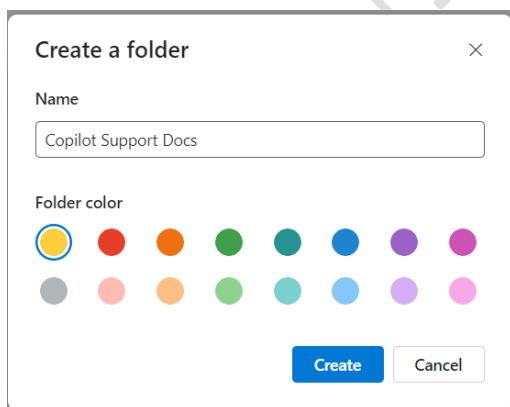 Create a folder
Name
Copilot Support Docs
Folder color
Create
Cancel